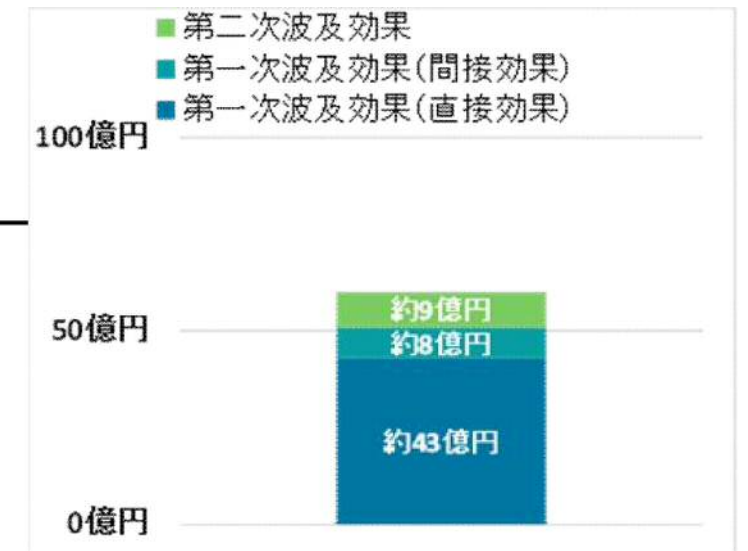 第二次波及効果
第一次波及効果(間接効果)
第一次波及効果(直接効果)
100億円
約9億円
50億円
約8億円
約43億円
0億円